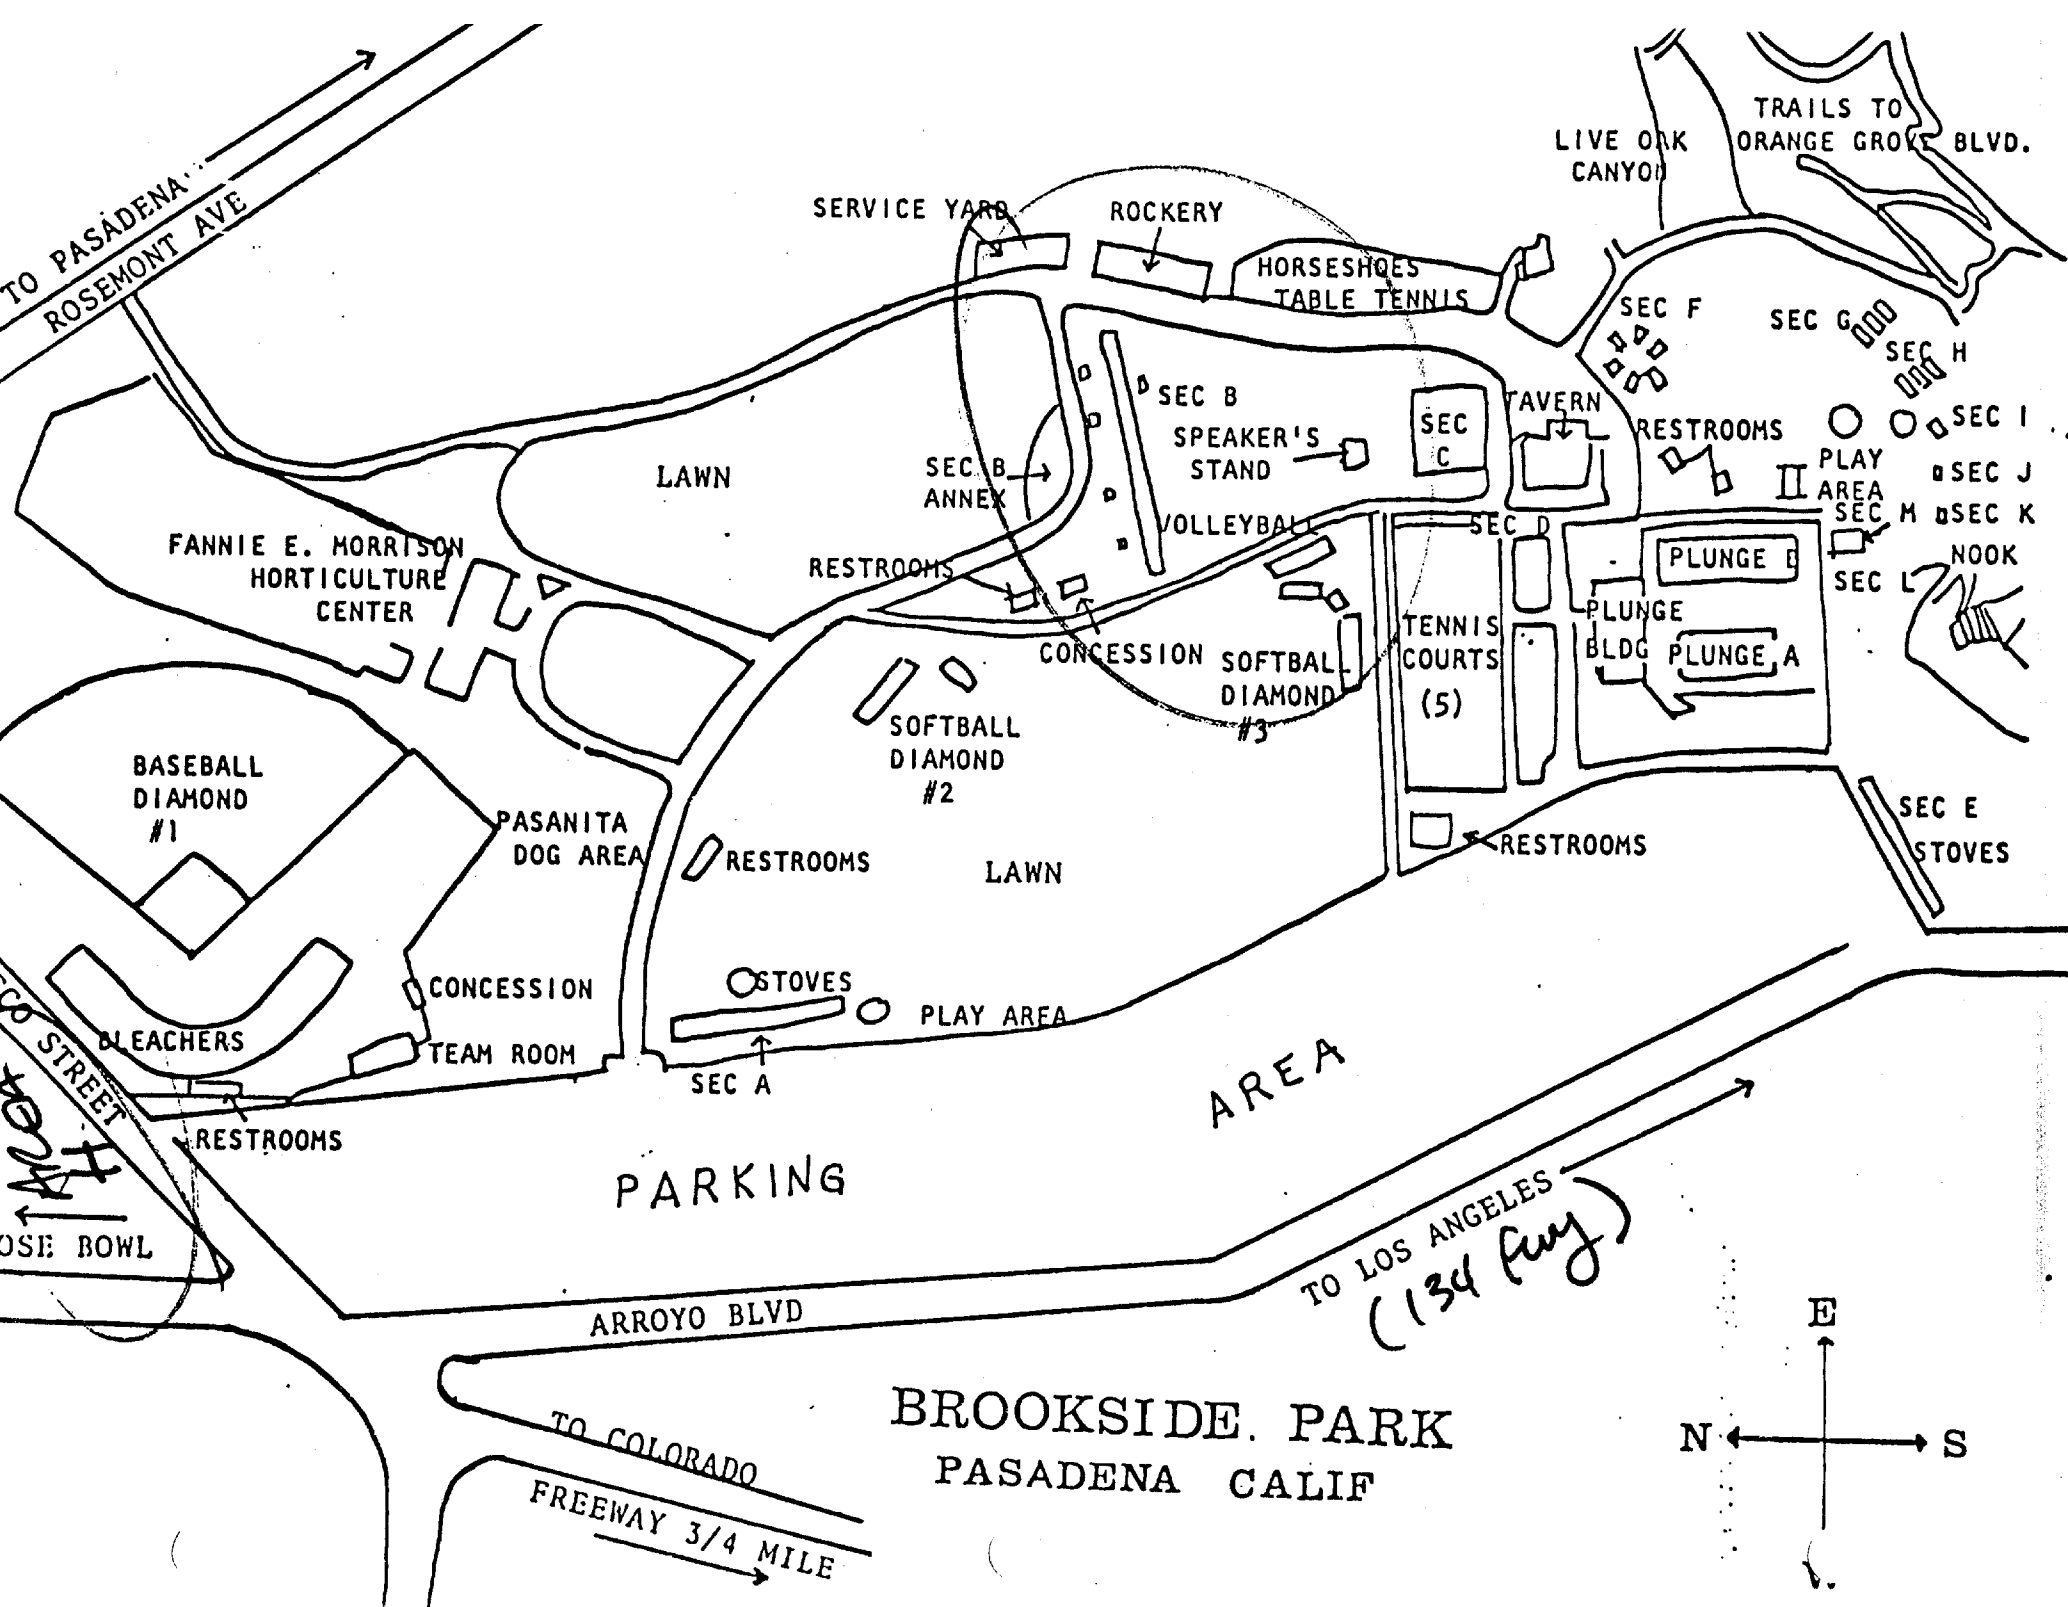 TRAILS TO
ORANGE GROVE BLVD.
LIVE OAK
CANYON
TO PASADENA
ROSEMONT AVE
SERVICE YARD
ROCKERY
HORSESHOES
TABLE TENNIS
SEC F
SEC G
SEC H
SEC B
SPEAKER'S
STAND
SEC
C
TAVERN
RESTROOMS
SEC I
PLAY
AREA
SEC J
SEC M
SEC K
NOOK
SEC L
LAWN
SEC B
ANNEX
VOLLEYBALL
SEC D
RESTROOMS
CONCESSION
FANNIE E. MORRISON
HORTICULTURE
CENTER
PLUNGE B
PLUNGE
BLDG
PLUNGE A
TENNIS
COURTS
(5)
SOFTBALL
DIAMOND
#3
SOFTBALL
DIAMOND
#2
BASEBALL
DIAMOND
#1
PASANITA
DOG AREA
RESTROOMS
LAWN
RESTROOMS
SEC E
STOVES
CONCESSION
STOVES
PLAY AREA
BLEACHERS
TEAM ROOM
SEC A
STREET
RESTROOMS
PARKING
AREA
OSE BOWL
TO LOS ANGELES
(134 Fwy)
ARROYO BLVD
TO COLORADO
FREEWAY 3/4 MILE
BROOKSIDE. PARK
PASADENA CALIF
E
N
S